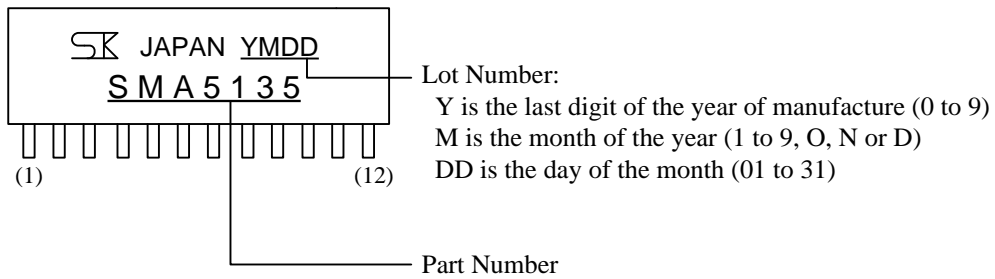 SK JAPAN YMDD
SMA5135
(1)
(12)
Lot Number:
Y is the last digit of the year of manufacture (0 to 9)
M is the month of the year (1 to 9, O, N or D)
DD is the day of the month (01 to 31)
Part Number